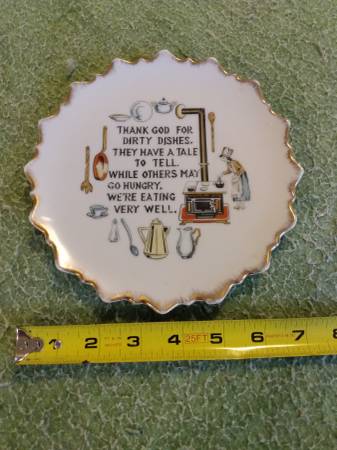 THANK GOD FOR
DIRTY DISHES.
THEY HAVE A TALE
TO TELL.
WHILE OTHERS MAY
GO HUNGRY,
WE'RE EATING
VERY WELL.
1 2 3 4 25FT 5 6 7